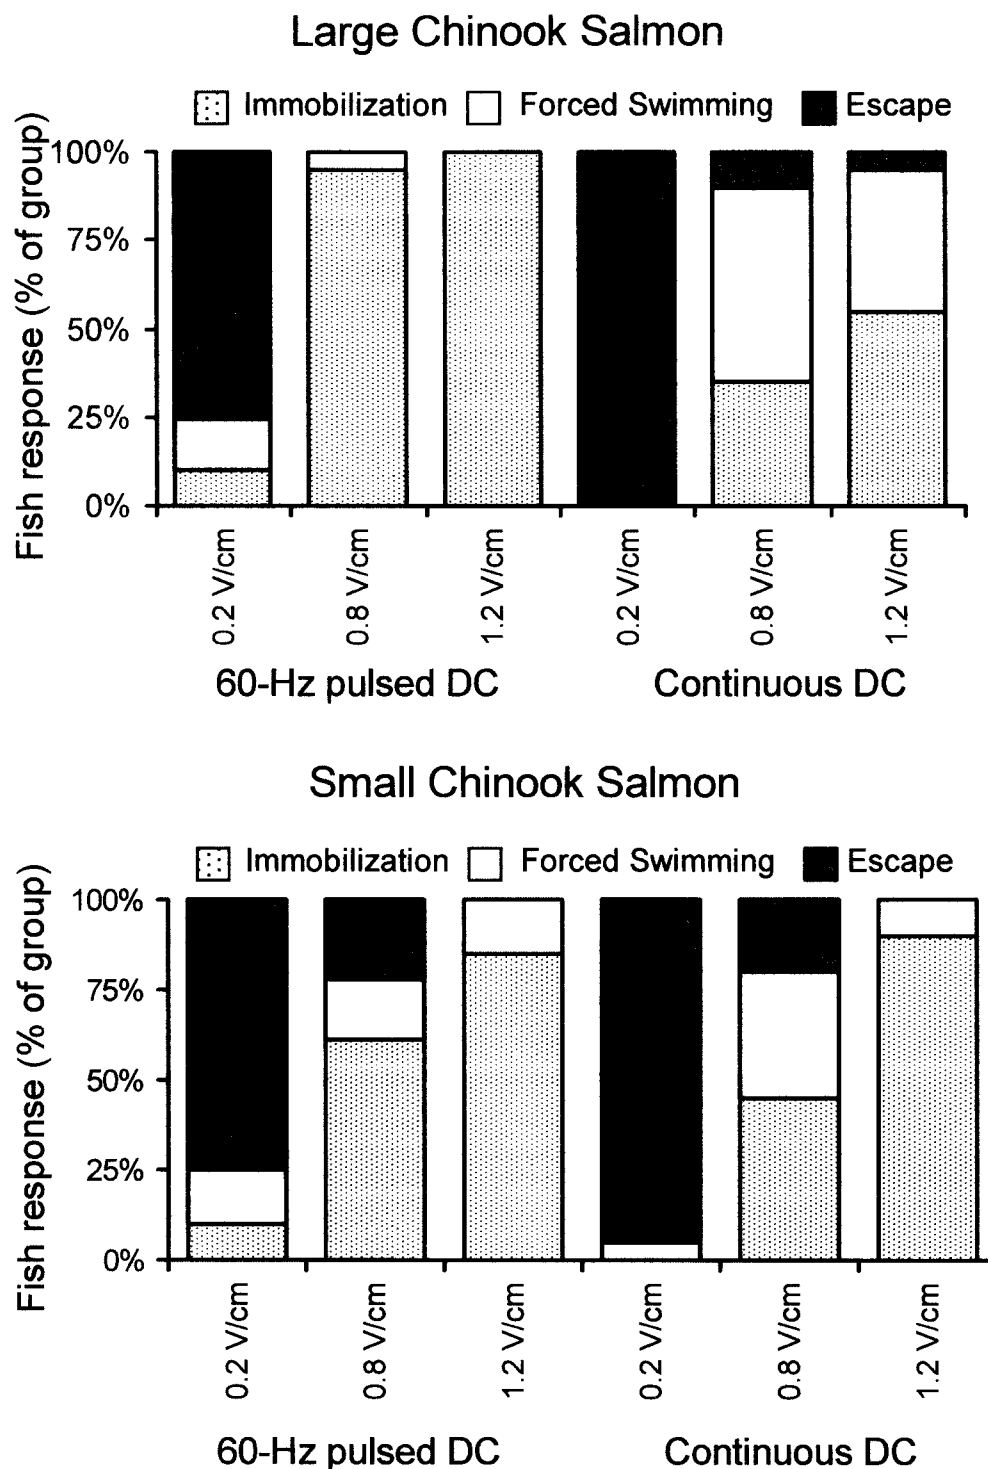 Large Chinook Salmon
Immobilization Forced Swimming Escape
Fish response (% of group)
100%
75%
50%
25%
0%
0.2 V/cm
0.8 V/cm
1.2 V/cm
0.2 V/cm
0.8 V/cm
1.2 V/cm
60-Hz pulsed DC Continuous DC
Small Chinook Salmon
Immobilization Forced Swimming Escape
Fish response (% of group)
100%
75%
50%
25%
0%
0.2 V/cm
0.8 V/cm
1.2 V/cm
0.2 V/cm
0.8 V/cm
1.2 V/cm
60-Hz pulsed DC Continuous DC